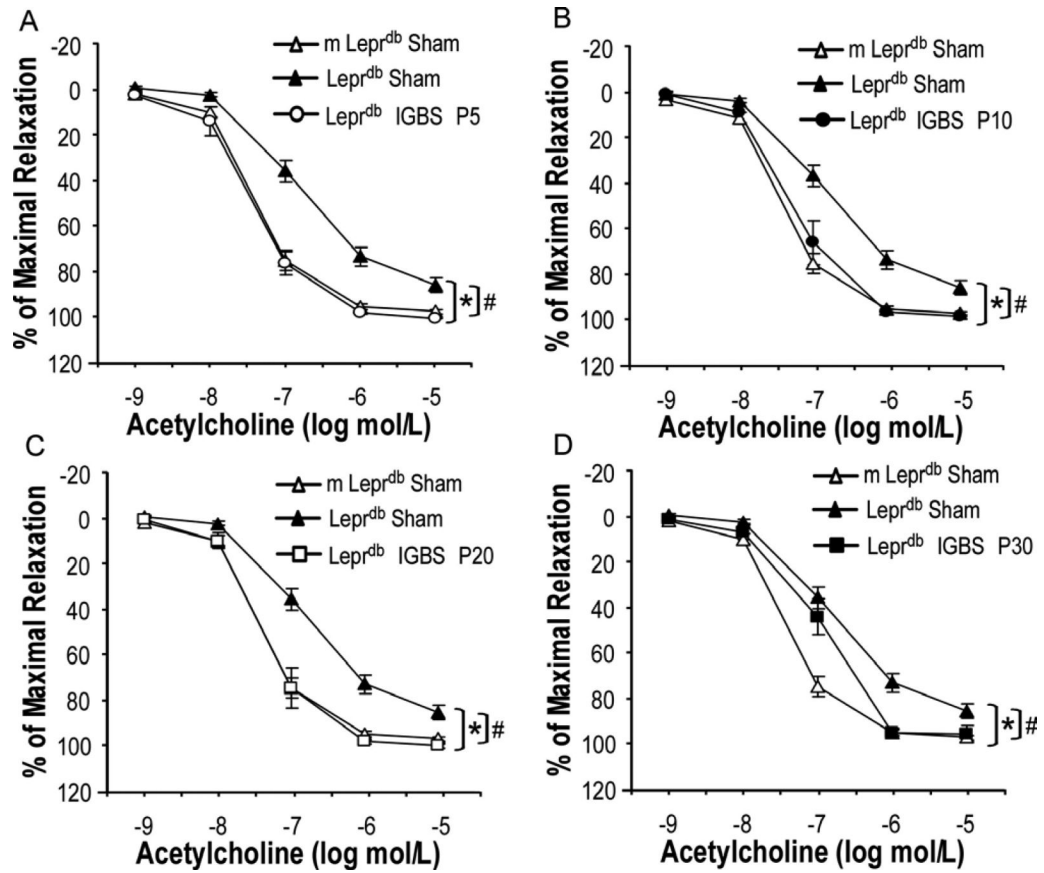 A
m Lepr^db Sham
Lepr^db Sham
Lepr^db IGBS P5
% of Maximal Relaxation
-20
0
20
40
60
80
100
120
* #
-9 -8 -7 -6 -5
Acetylcholine (log mol/L)
B
m Lepr^db Sham
Lepr^db Sham
Lepr^db IGBS P10
% of Maximal Relaxation
-20
0
20
40
60
80
100
120
* #
-9 -8 -7 -6 -5
Acetylcholine (log mol/L)
C
m Lepr^db Sham
Lepr^db Sham
Lepr^db IGBS P20
% of Maximal Relaxation
-20
0
20
40
60
80
100
120
* #
-9 -8 -7 -6 -5
Acetylcholine (log mol/L)
D
m Lepr^db Sham
Lepr^db Sham
Lepr^db IGBS P30
% of Maximal Relaxation
-20
0
20
40
60
80
100
120
* #
-9 -8 -7 -6 -5
Acetylcholine (log mol/L)